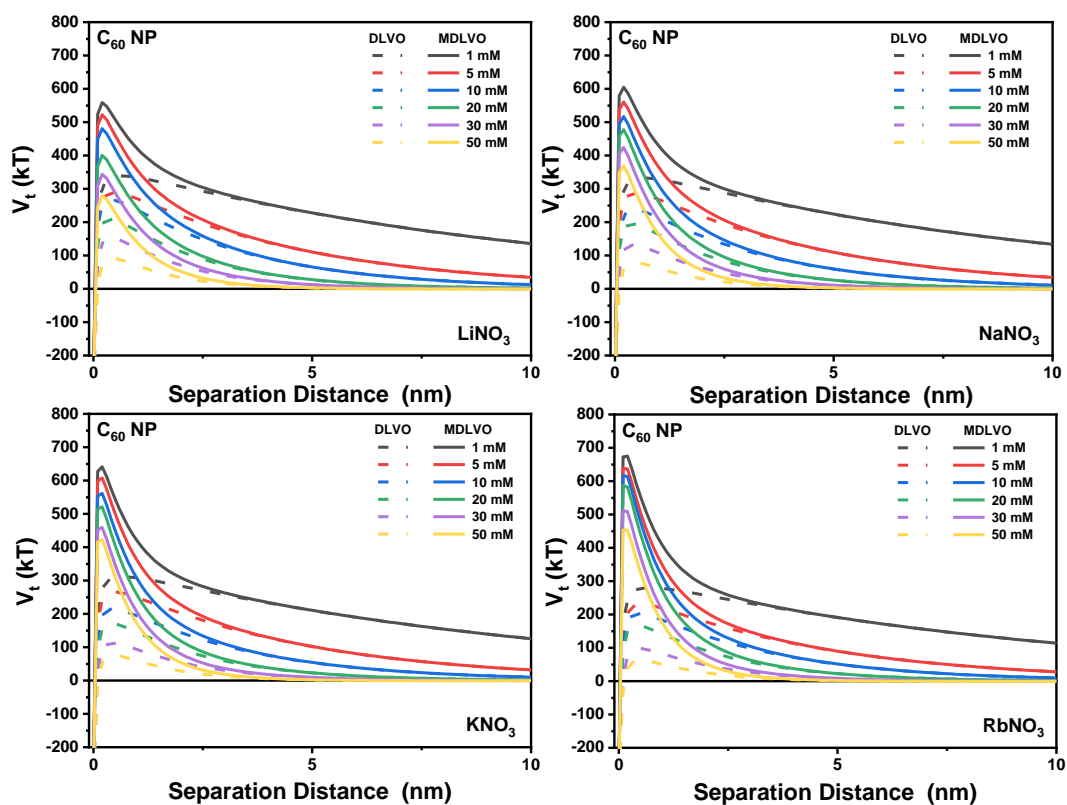 C₆₀ NP
DLVO MDLVO
1 mM
5 mM
10 mM
20 mM
30 mM
50 mM
800
700
600
500
400
300
200
100
0
-100
-200
Vₜ (kT)
LiNO₃
0 5 10
Separation Distance (nm)
C₆₀ NP
DLVO MDLVO
1 mM
5 mM
10 mM
20 mM
30 mM
50 mM
800
700
600
500
400
300
200
100
0
-100
-200
Vₜ (kT)
NaNO₃
0 5 10
Separation Distance (nm)
C₆₀ NP
DLVO MDLVO
1 mM
5 mM
10 mM
20 mM
30 mM
50 mM
800
700
600
500
400
300
200
100
0
-100
-200
Vₜ (kT)
KNO₃
0 5 10
Separation Distance (nm)
C₆₀ NP
DLVO MDLVO
1 mM
5 mM
10 mM
20 mM
30 mM
50 mM
800
700
600
500
400
300
200
100
0
-100
-200
Vₜ (kT)
RbNO₃
0 5 10
Separation Distance (nm)